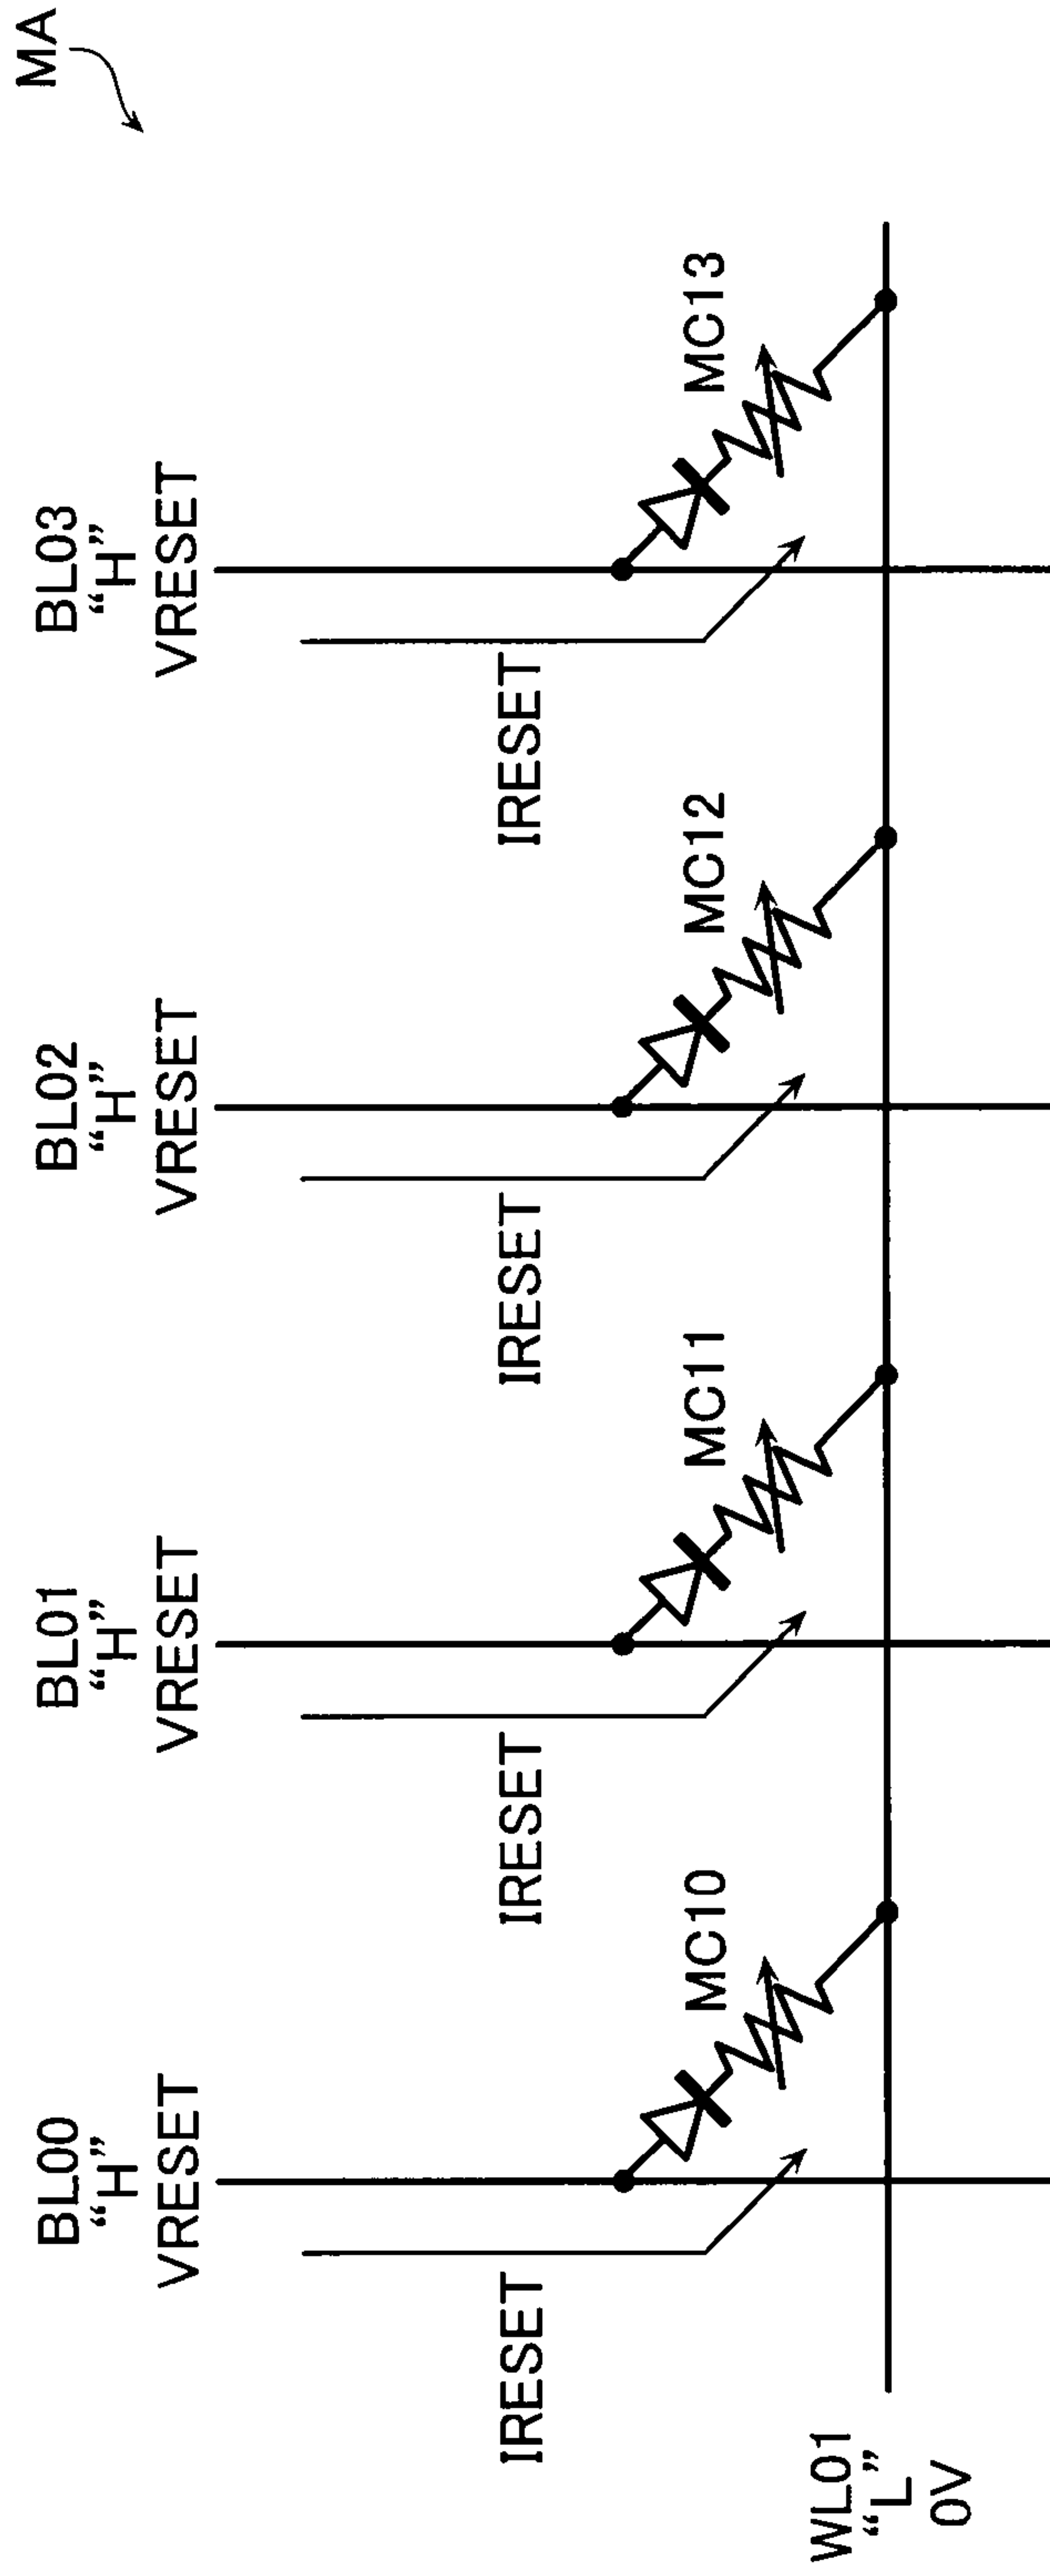 MA
BL00
“H”
VRESET
BL01
“H”
VRESET
BL02
“H”
VRESET
BL03
“H”
VRESET
IRESET
IRESET
IRESET
IRESET
MC10
MC11
MC12
MC13
WL01
“L”
0V